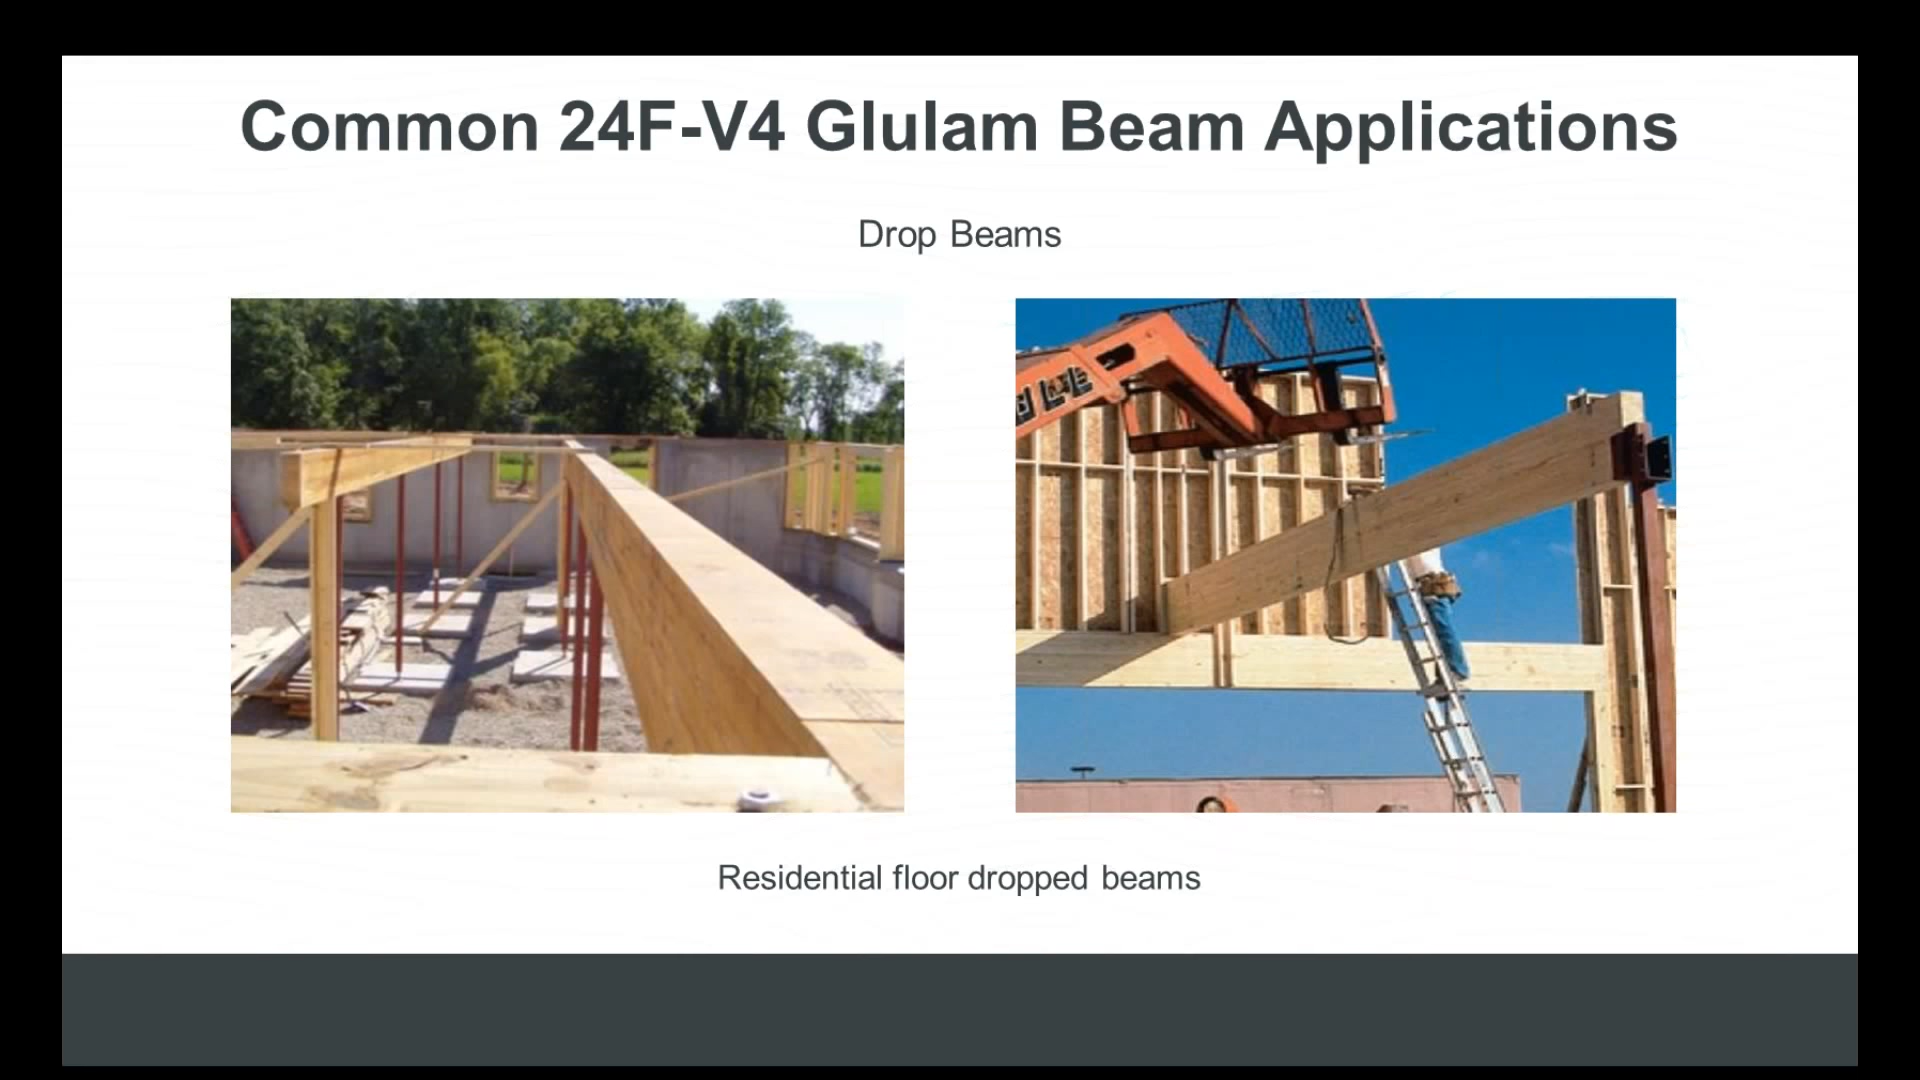 Common 24F-V4 Glulam Beam Applications
Drop Beams
Residential floor dropped beams